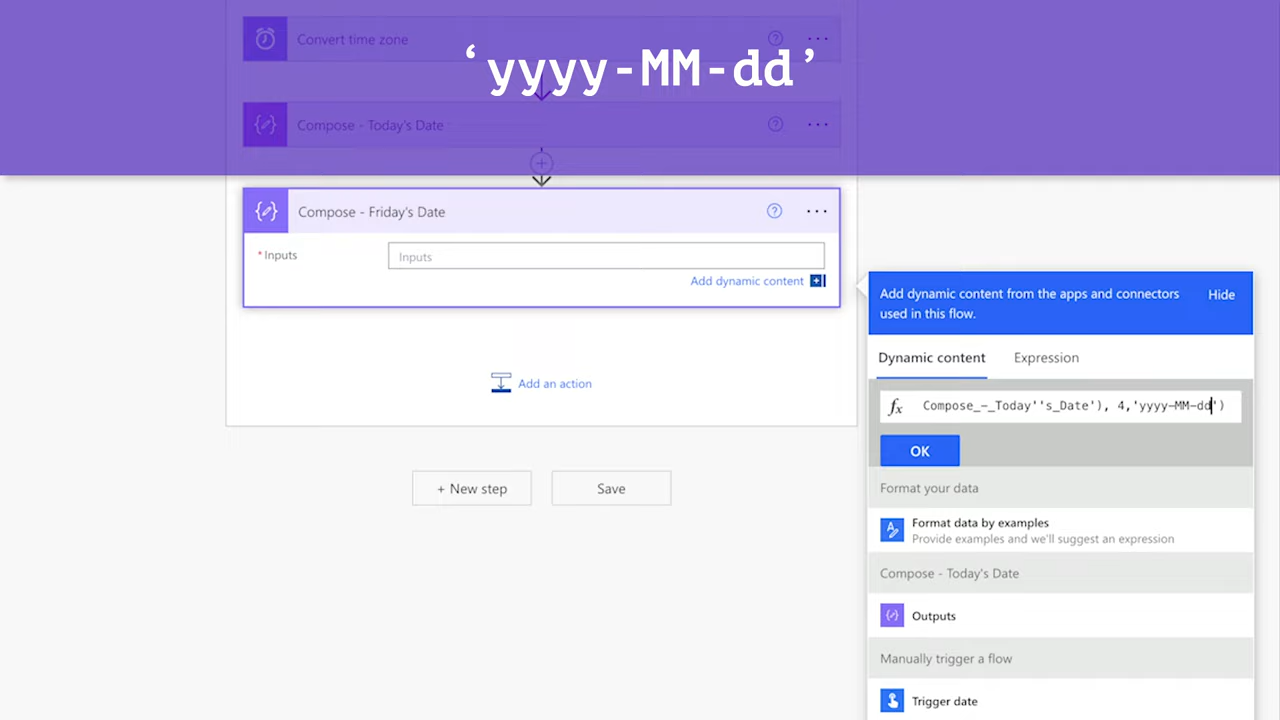 Convert time zone
‘yyyy-MM-dd’
Compose - Today's Date
Compose - Friday's Date
* Inputs
Inputs
Add dynamic content
Add an action
+ New step
Save
Add dynamic content from the apps and connectors
used in this flow.
Hide
Dynamic content
Expression
fx
Compose_-_Today''s_Date'), 4,'yyyy-MM-dd')
OK
Format your data
Format data by examples
Provide examples and we'll suggest an expression
Compose - Today's Date
Outputs
Manually trigger a flow
Trigger date